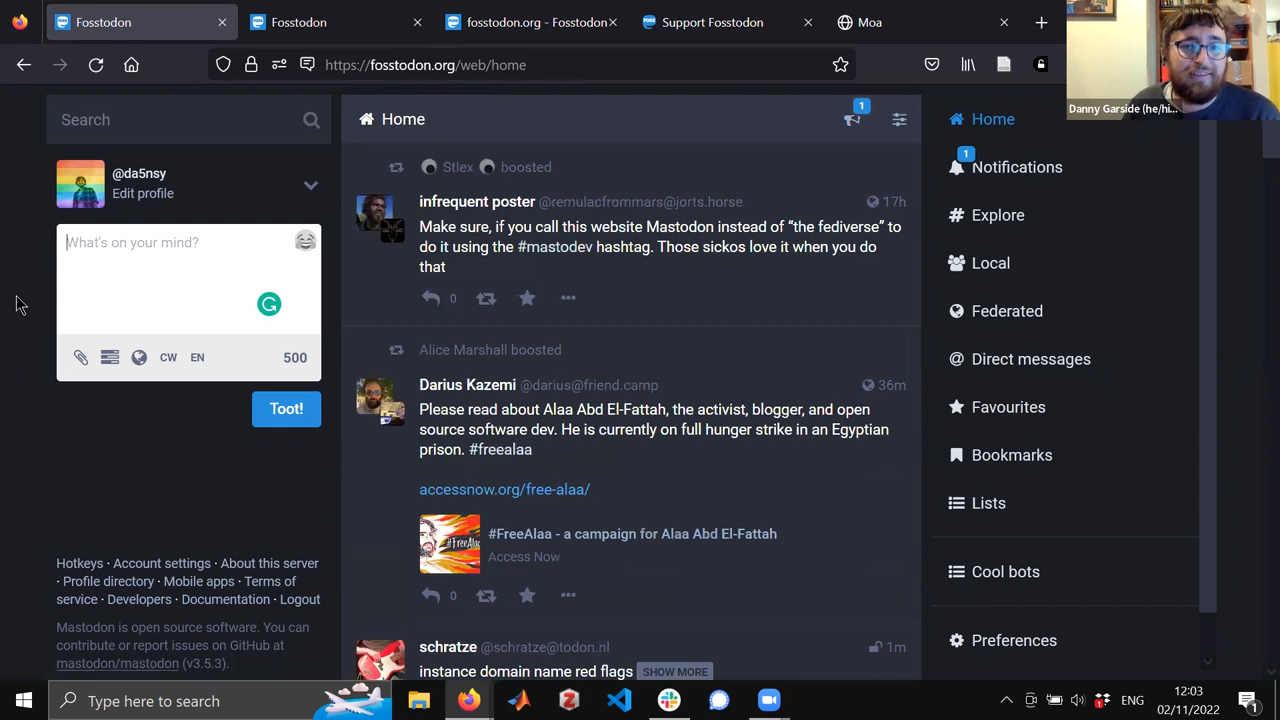 Fosstodon
Fosstodon
fosstodon.org - Fosstodon
Support Fosstodon
Moa
https://fosstodon.org/web/home
Danny Garside (he/hi...
Search
@da5nsy
Edit profile
What's on your mind?
CW
EN
500
Toot!
Hotkeys · Account settings · About this server
· Profile directory · Mobile apps · Terms of
service · Developers · Documentation · Logout
Mastodon is open source software. You can
contribute or report issues on GitHub at
mastodon/mastodon (v3.5.3).
Home
1
Stlex boosted
infrequent poster @remulacfrommars@jorts.horse
17h
Make sure, if you call this website Mastodon instead of “the fediverse” to
do it using the #mastodev hashtag. Those sickos love it when you do
that
0
Alice Marshall boosted
Darius Kazemi @darius@friend.camp
36m
Please read about Alaa Abd El-Fattah, the activist, blogger, and open
source software dev. He is currently on full hunger strike in an Egyptian
prison. #freealaa
accessnow.org/free-alaa/
#FreeAlaa
#FreeAlaa - a campaign for Alaa Abd El-Fattah
Access Now
0
schratze @schratze@todon.nl
1m
instance domain name red flags SHOW MORE
Home
1
Notifications
Explore
Local
Federated
Direct messages
Favourites
Bookmarks
Lists
Cool bots
Preferences
Type here to search
ENG
12:03
02/11/2022
1